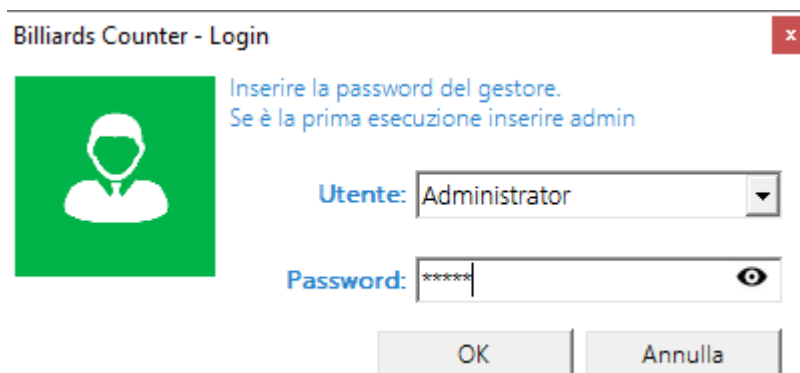 Billiards Counter - Login
x
Inserire la password del gestore.
Se è la prima esecuzione inserire admin
Utente: Administrator
Password: *****
OK Annulla